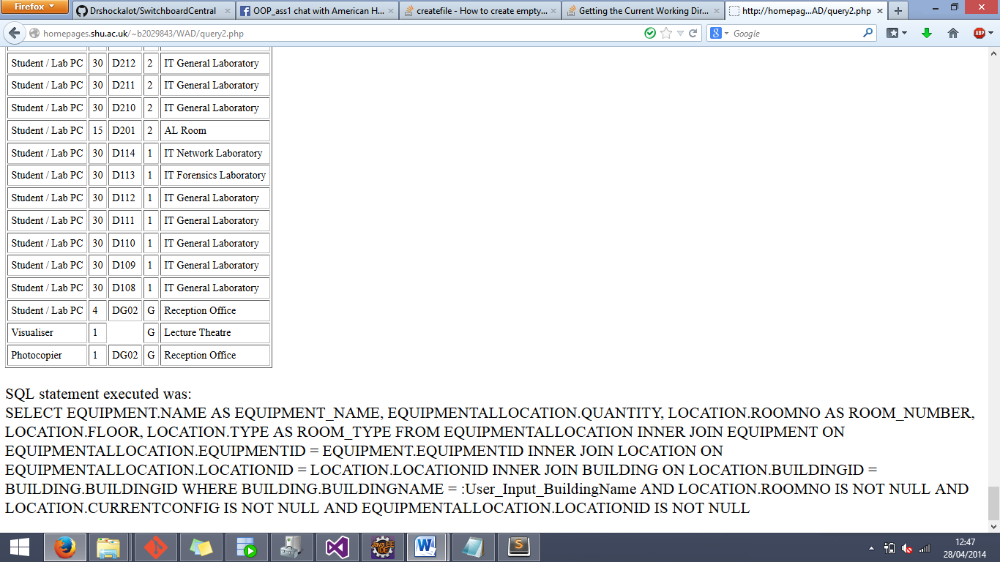 Firefox
Drshockalot/SwitchboardCentral
OOP_ass1 chat with American H...
createfile - How to create empty...
Getting the Current Working Dir...
http://homepag...AD/query2.php
homepages.shu.ac.uk/~b2029843/WAD/query2.php
Google
ABP
Student / Lab PC 30 D212 2 IT General Laboratory
Student / Lab PC 30 D211 2 IT General Laboratory
Student / Lab PC 30 D210 2 IT General Laboratory
Student / Lab PC 15 D201 2 AL Room
Student / Lab PC 30 D114 1 IT Network Laboratory
Student / Lab PC 30 D113 1 IT Forensics Laboratory
Student / Lab PC 30 D112 1 IT General Laboratory
Student / Lab PC 30 D111 1 IT General Laboratory
Student / Lab PC 30 D110 1 IT General Laboratory
Student / Lab PC 30 D109 1 IT General Laboratory
Student / Lab PC 30 D108 1 IT General Laboratory
Student / Lab PC 4 DG02 G Reception Office
Visualiser 1 G Lecture Theatre
Photocopier 1 DG02 G Reception Office
SQL statement executed was:
SELECT EQUIPMENT.NAME AS EQUIPMENT_NAME, EQUIPMENTALLOCATION.QUANTITY, LOCATION.ROOMNO AS ROOM_NUMBER,
LOCATION.FLOOR, LOCATION.TYPE AS ROOM_TYPE FROM EQUIPMENTALLOCATION INNER JOIN EQUIPMENT ON
EQUIPMENTALLOCATION.EQUIPMENTID = EQUIPMENT.EQUIPMENTID INNER JOIN LOCATION ON
EQUIPMENTALLOCATION.LOCATIONID = LOCATION.LOCATIONID INNER JOIN BUILDING ON LOCATION.BUILDINGID =
BUILDING.BUILDINGID WHERE BUILDING.BUILDINGNAME = :User_Input_BuildingName AND LOCATION.ROOMNO IS NOT NULL AND
LOCATION.CURRENTCONFIG IS NOT NULL AND EQUIPMENTALLOCATION.LOCATIONID IS NOT NULL
Java EE
IDE
12:47
28/04/2014